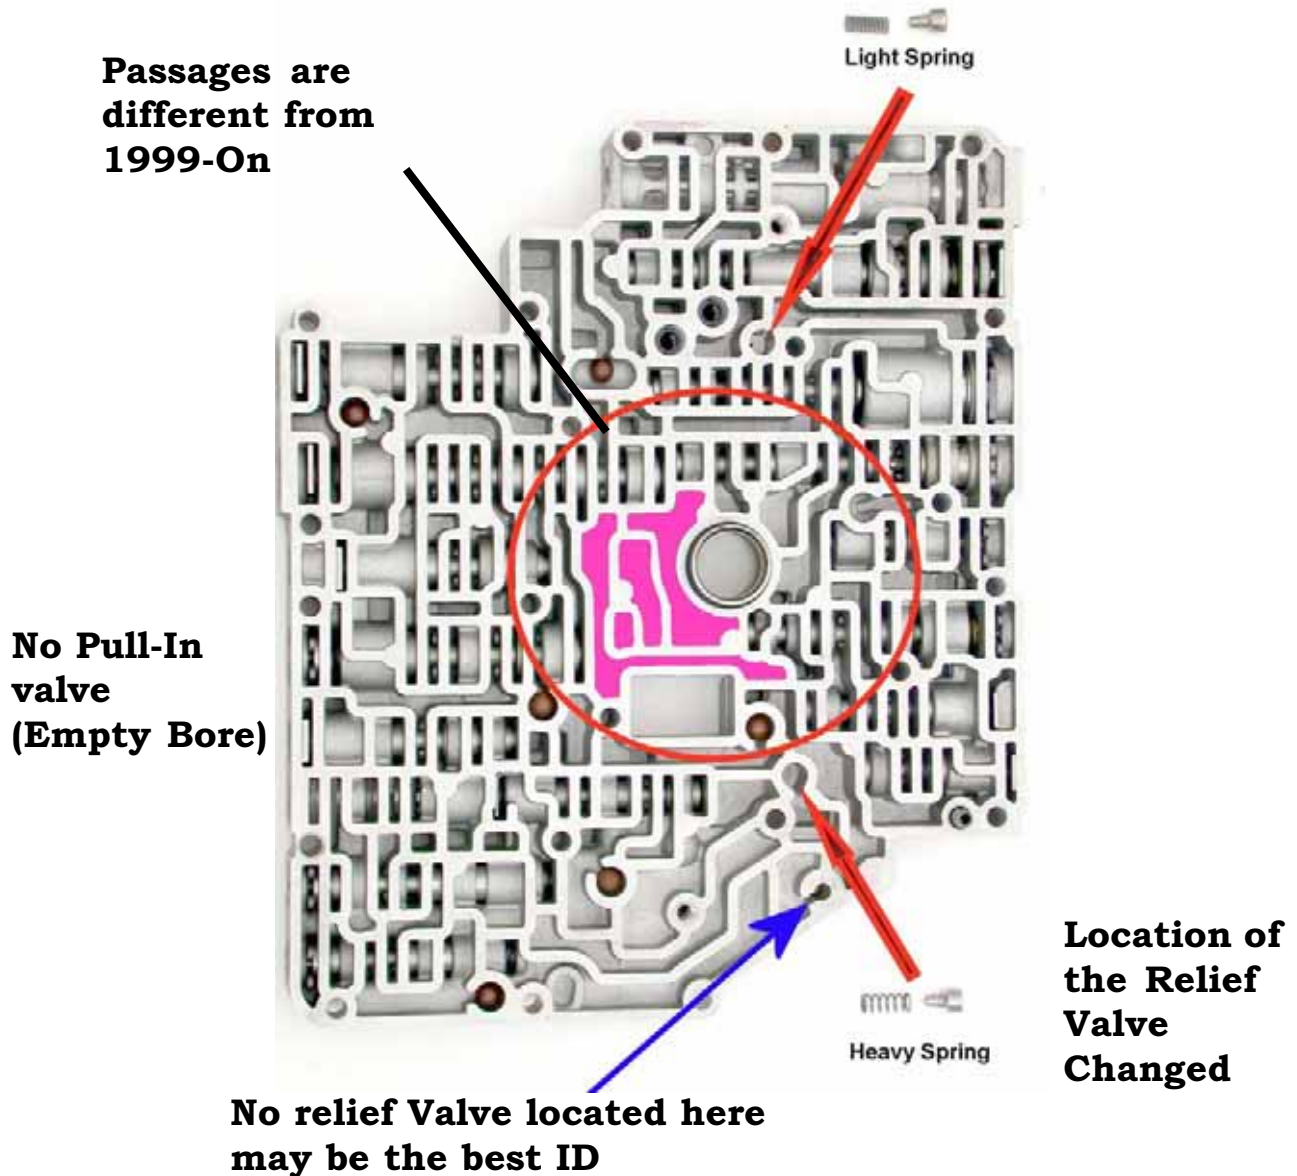 Light Spring
Passages are
different from
1999-On
No Pull-In
valve
(Empty Bore)
Location of
the Relief
Valve
Changed
Heavy Spring
No relief Valve located here
may be the best ID